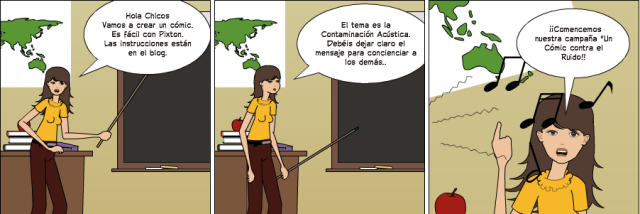 Hola Chicos
Vamos a crear un cómic.
Es fácil con Pixton.
Las instrucciones están
en el blog.
El tema es la
Contaminación Acústica.
Debéis dejar claro el
mensaje para concienciar a
los demás..
¡¡Comencemos
nuestra campaña "Un
Cómic contra el
Ruido!!